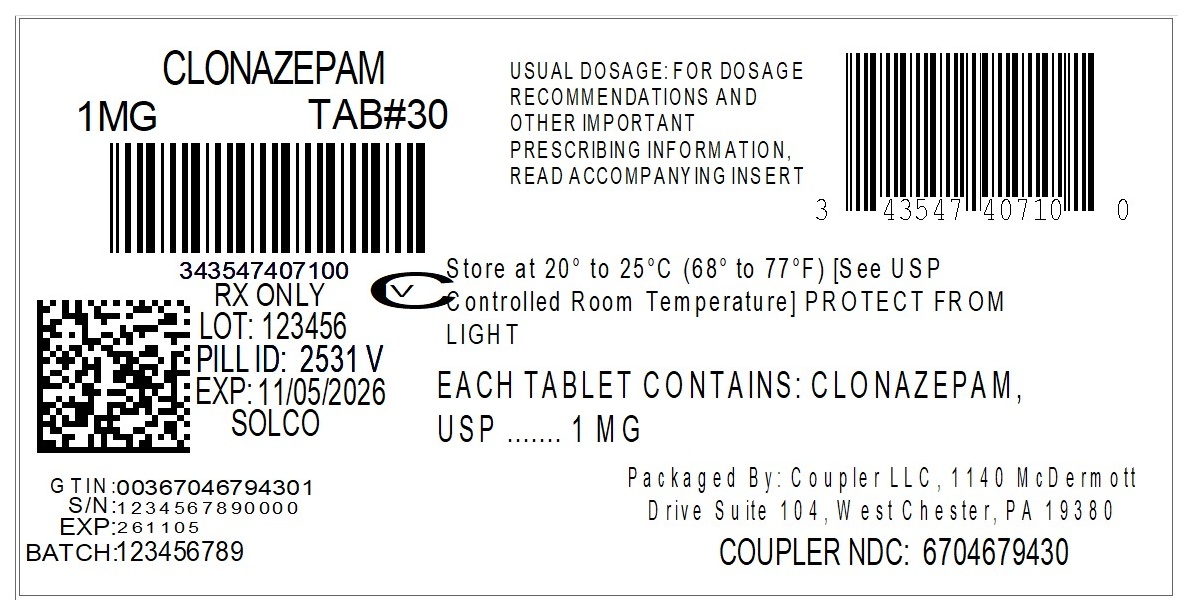 CLONAZEPAM
1MG TAB#30
343547407100
RX ONLY
LOT: 123456
PILL ID: 2531 V
EXP: 11/05/2026
SOLCO
GTIN:00367046794301
S/N:1234567890000
EXP:261105
BATCH:123456789
USUAL DOSAGE: FOR DOSAGE
RECOMMENDATIONS AND
OTHER IMPORTANT
PRESCRIBING INFORMATION,
READ ACCOMPANYING INSERT
3 43547 40710 0
CV
Store at 20° to 25°C (68° to 77°F) [See USP
Controlled Room Temperature] PROTECT FROM
LIGHT
EACH TABLET CONTAINS: CLONAZEPAM,
USP ....... 1 MG
Packaged By: Coupler LLC, 1140 McDermott
Drive Suite 104, West Chester, PA 19380
COUPLER NDC: 6704679430